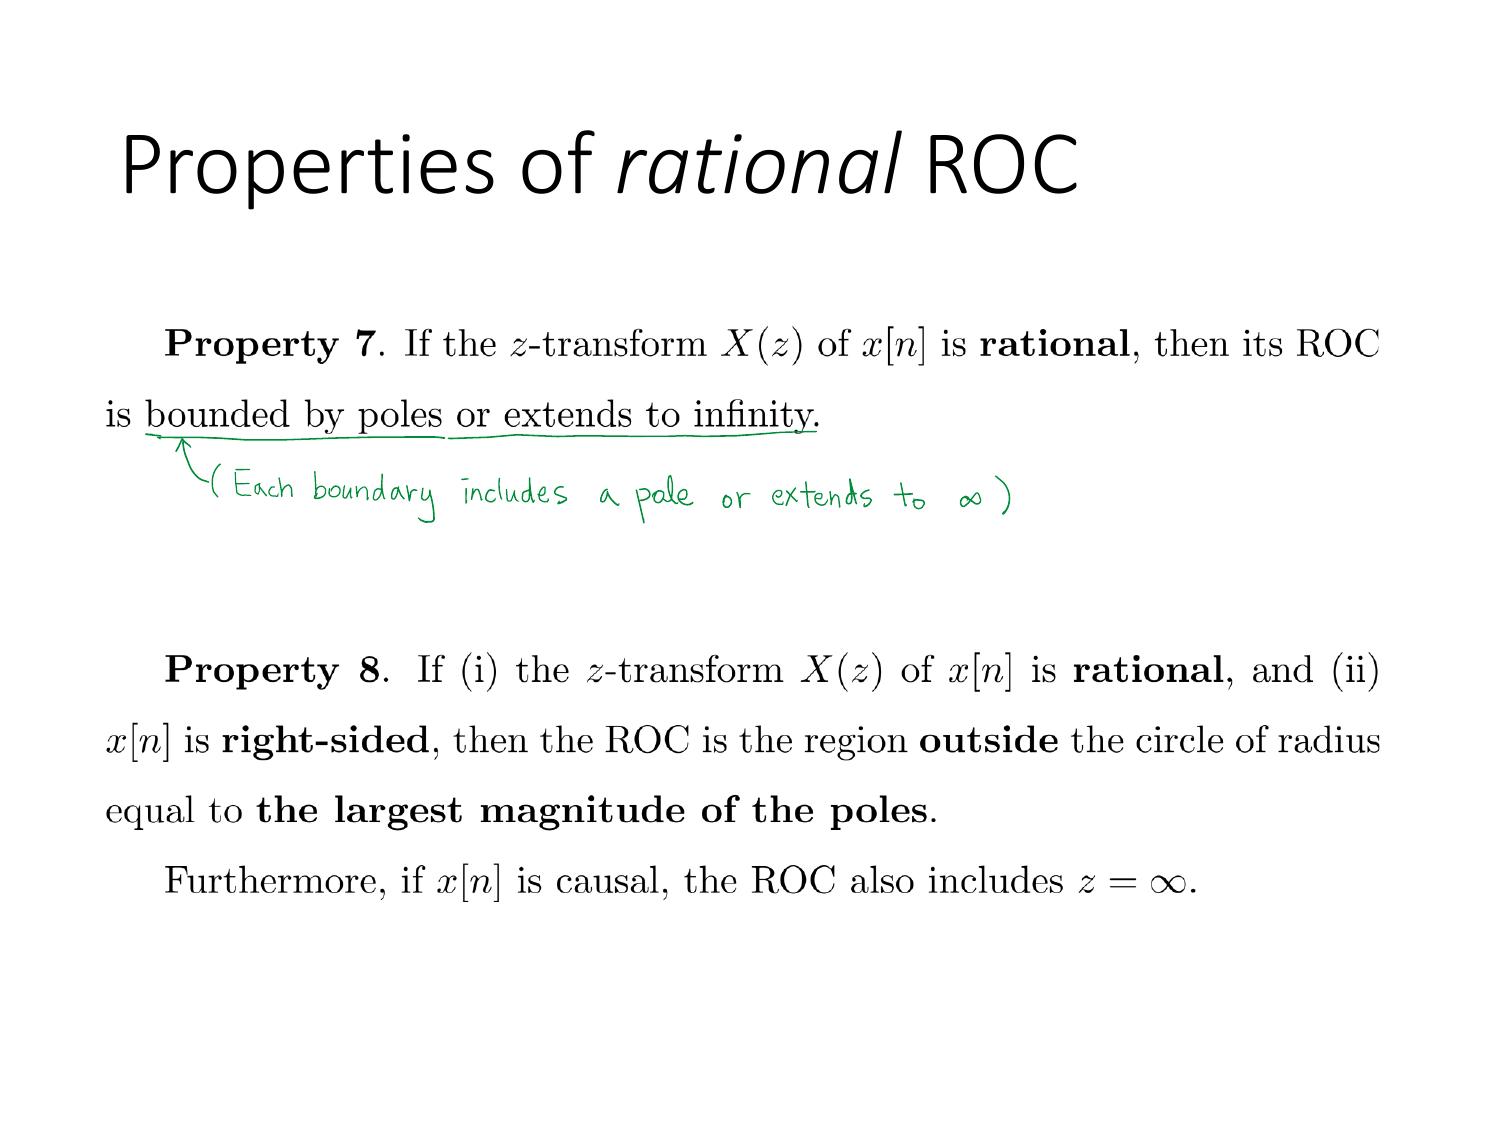 Properties of rational ROC
Property 7. If the z-transform X(z) of x[n] is rational, then its ROC
is bounded by poles or extends to infinity.
(Each boundary includes a pole or extends to ∞)
Property 8. If (i) the z-transform X(z) of x[n] is rational, and (ii)
x[n] is right-sided, then the ROC is the region outside the circle of radius
equal to the largest magnitude of the poles.
Furthermore, if x[n] is causal, the ROC also includes z = ∞.